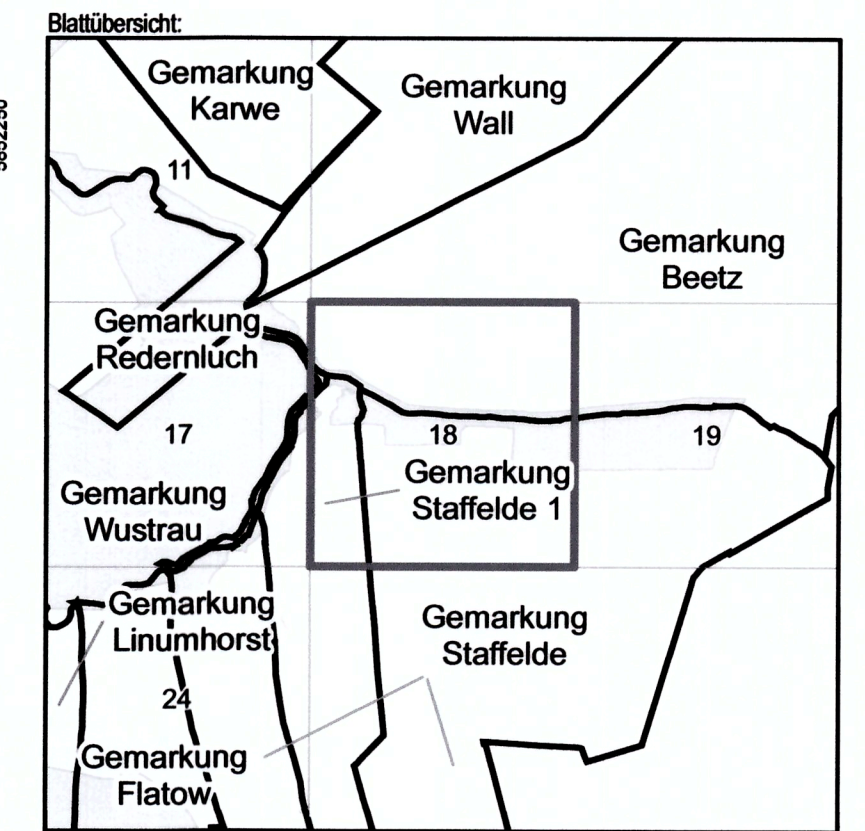 Blattübersicht:
5852250
Gemarkung
Karwe
Gemarkung
Wall
11
Gemarkung
Beetz
Gemarkung
Redernluch
17
18
19
Gemarkung
Staffelde 1
Gemarkung
Wustrau
Gemarkung
Linumhorst
Gemarkung
Staffelde
24
Gemarkung
Flatow